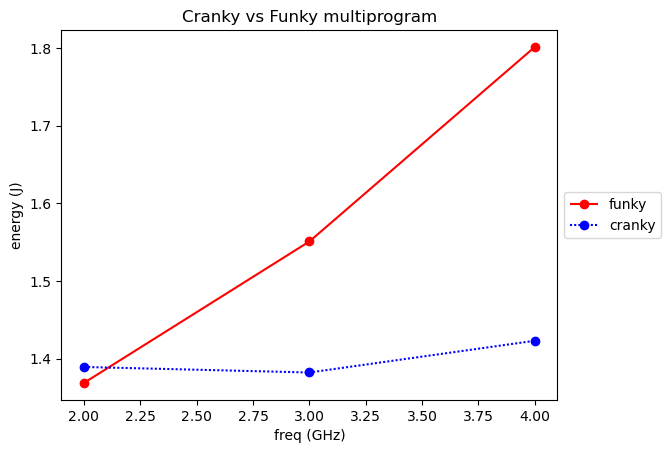 Cranky vs Funky multiprogram
1.8
1.7
1.6
1.5
1.4
energy (J)
2.00 2.25 2.50 2.75 3.00 3.25 3.50 3.75 4.00
freq (GHz)
funky
cranky